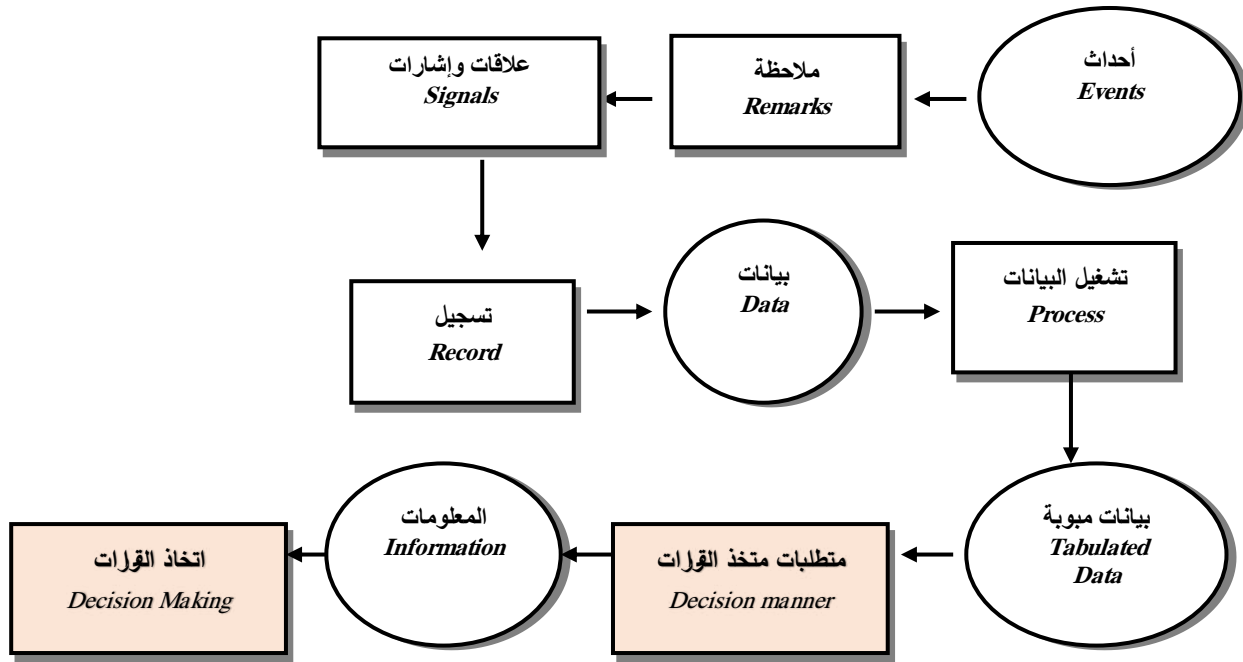 أحداث
Events
ملاحظة
Remarks
علاقات وإشارات
Signals
تسجيل
Record
بيانات
Data
تشغيل البيانات
Process
بيانات مبوبة
Tabulated
Data
متطلبات متخذ القرارات
Decision manner
المعلومات
Information
اتخاذ القرارات
Decision Making